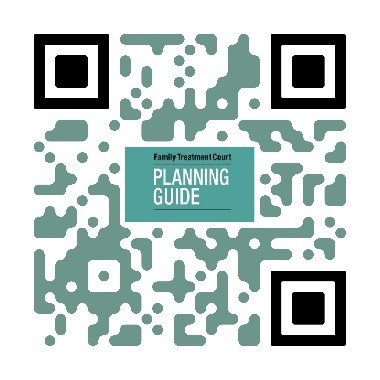 Family Treatment Court
PLANNING
GUIDE